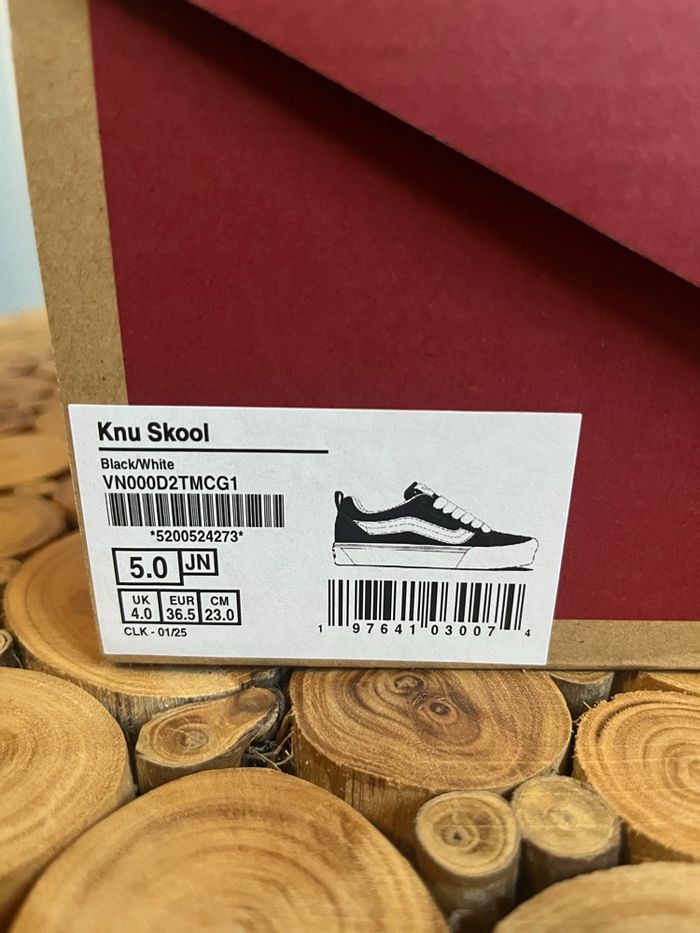 Knu Skool
Black/White
VN000D2TMCG1
*5200524273*
5.0 JN
UK EUR CM
4.0 36.5 23.0
CLK - 01/25
1 97641 03007 4